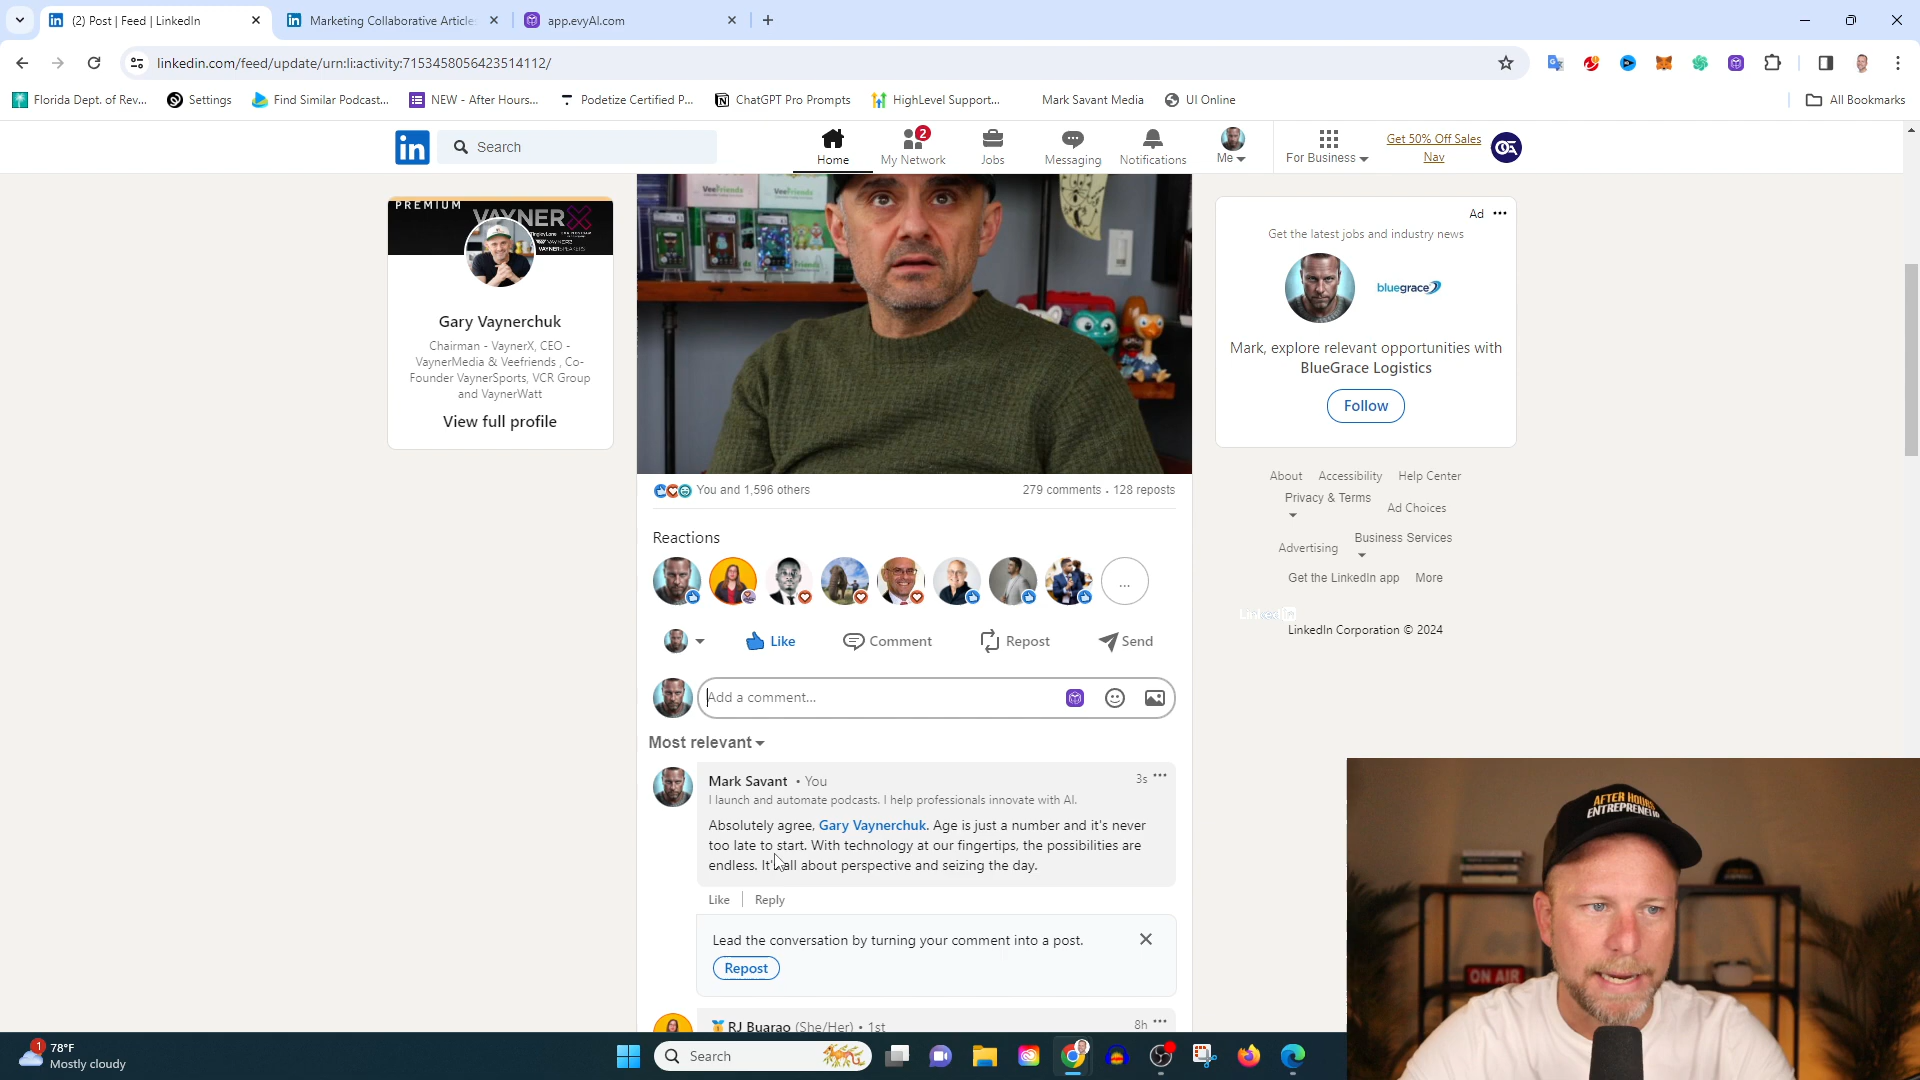 (2) Post | Feed | LinkedIn
Marketing Collaborative Article
app.evyAI.com
linkedin.com/feed/update/urn:li:activity:7153458056423514112/
Florida Dept. of Rev...
Settings
Find Similar Podcast...
NEW - After Hours...
Podetize Certified P...
ChatGPT Pro Prompts
HighLevel Support...
Mark Savant Media
UI Online
All Bookmarks
in
Search
Home
2
My Network
Jobs
Messaging
Notifications
Me
For Business
Get 50% Off Sales
Nav
PREMIUM
VAYNERX
Gary Vaynerchuk
Chairman - VaynerX, CEO -
VaynerMedia & Veefriends , Co-
Founder VaynerSports, VCR Group
and VaynerWatt
View full profile
VeeFriends VeeFriends
You and 1,596 others
279 comments • 128 reposts
Reactions
...
Like
Comment
Repost
Send
Add a comment...
Most relevant
Mark Savant • You
3s
I launch and automate podcasts. I help professionals innovate with AI.
Absolutely agree, Gary Vaynerchuk. Age is just a number and it's never
too late to start. With technology at our fingertips, the possibilities are
endless. It's all about perspective and seizing the day.
Like
Reply
Lead the conversation by turning your comment into a post.
Repost
RJ Buarao (She/Her) • 1st
8h
Ad
Get the latest jobs and industry news
bluegrace
Mark, explore relevant opportunities with
BlueGrace Logistics
Follow
About Accessibility Help Center
Privacy & Terms
Ad Choices
Advertising
Business Services
Get the LinkedIn app More
LinkedIn
LinkedIn Corporation © 2024
AFTER HOURS
ENTREPRENEUR
ON AIR
1
78°F
Mostly cloudy
Search